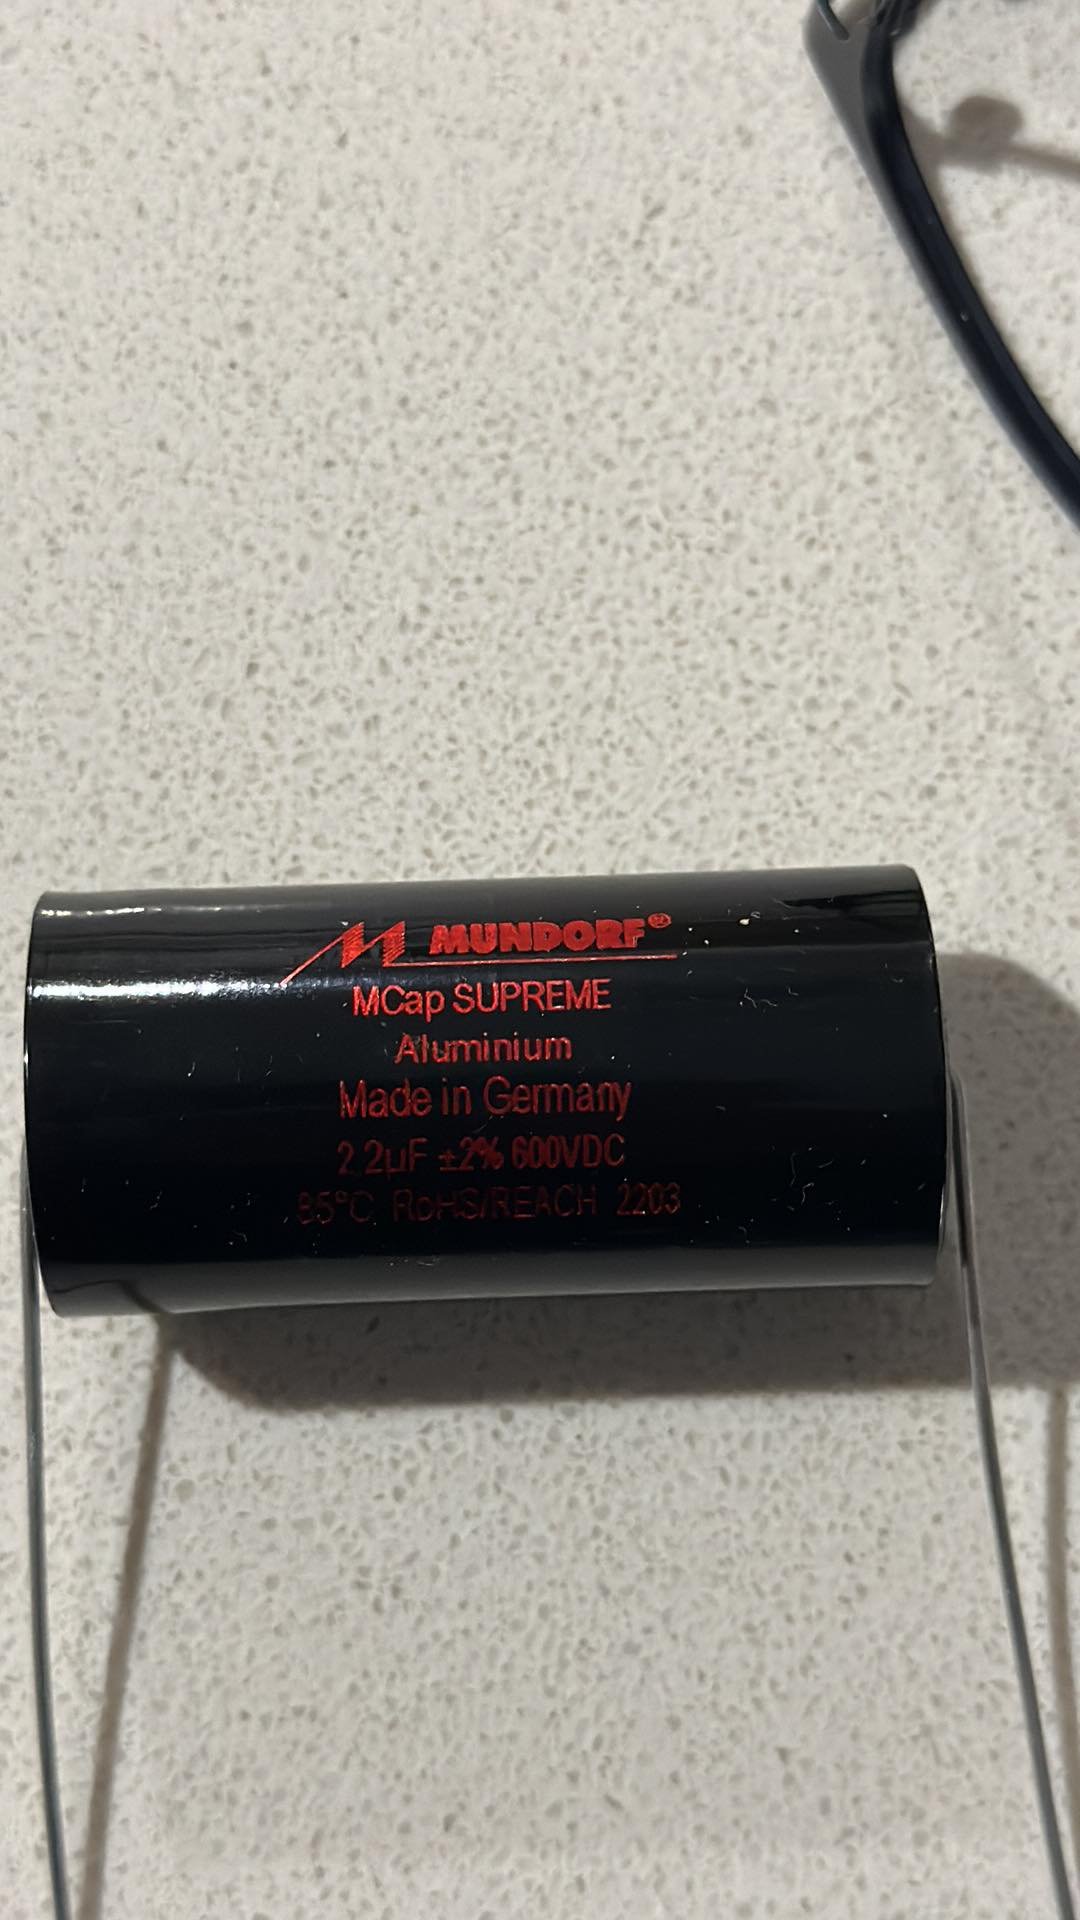 MUNDORF®
MCap SUPREME
Aluminium
Made in Germany
2.2µF ±2% 600VDC
85°C RoHS/REACH 2203